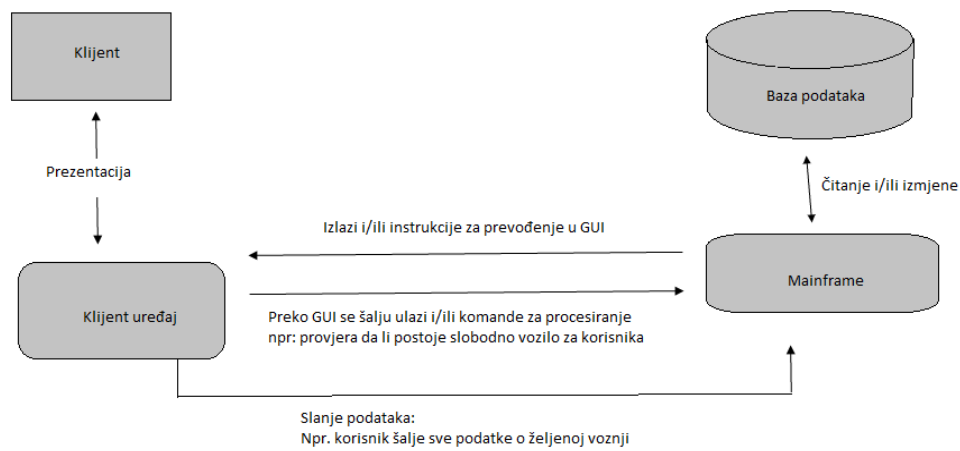 Klijent
Baza podataka
Prezentacija
Čitanje i/ili izmjene
Izlazi i/ili instrukcije za prevođenje u GUI
Klijent uređaj
Mainframe
Preko GUI se šalju ulazi i/ili komande za procesiranje
npr: provjera da li postoje slobodno vozilo za korisnika
Slanje podataka:
Npr. korisnik šalje sve podatke o željenoj voznji